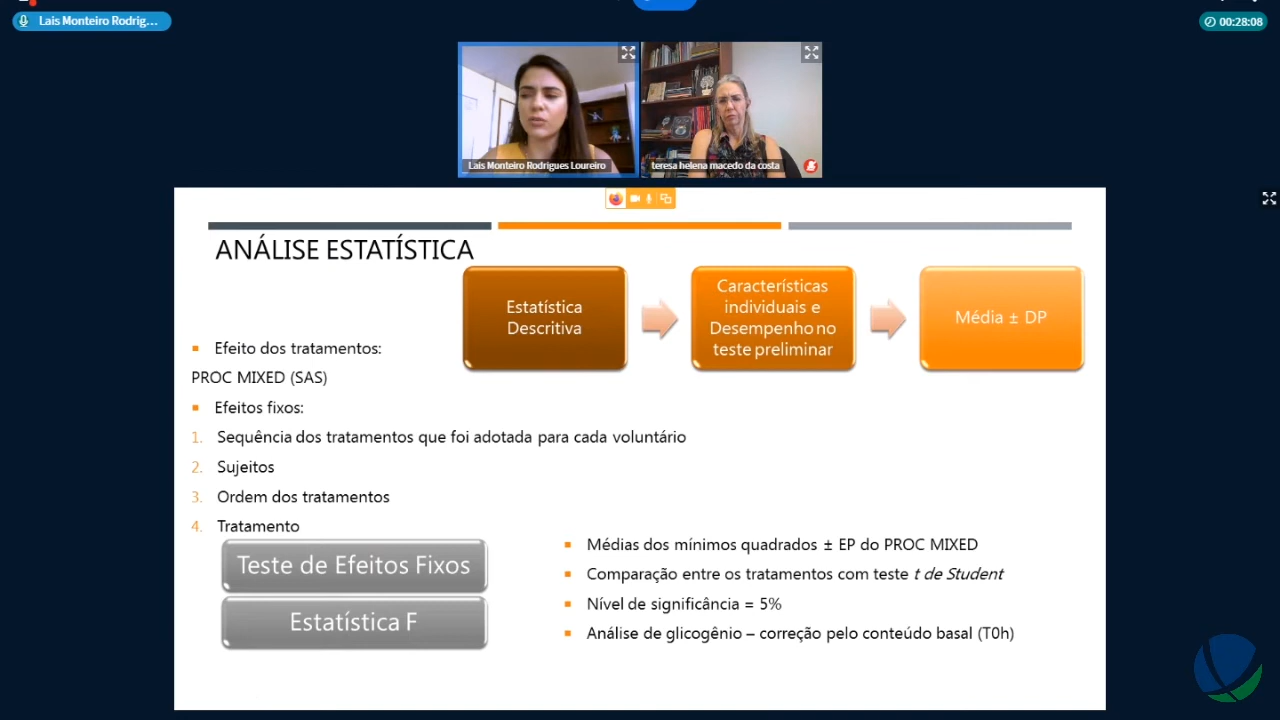 Lais Monteiro Rodrig...
00:28:08
Lais Monteiro Rodrigues Loureiro
teresa helena macedo da costa
ANÁLISE ESTATÍSTICA
Estatística
Descritiva
Características
individuais e
Desempenho no
teste preliminar
Média ± DP
Efeito dos tratamentos:
PROC MIXED (SAS)
Efeitos fixos:
1. Sequência dos tratamentos que foi adotada para cada voluntário
2. Sujeitos
3. Ordem dos tratamentos
4. Tratamento
Teste de Efeitos Fixos
Estatística F
Médias dos mínimos quadrados ± EP do PROC MIXED
Comparação entre os tratamentos com teste t de Student
Nível de significância = 5%
Análise de glicogênio – correção pelo conteúdo basal (T0h)